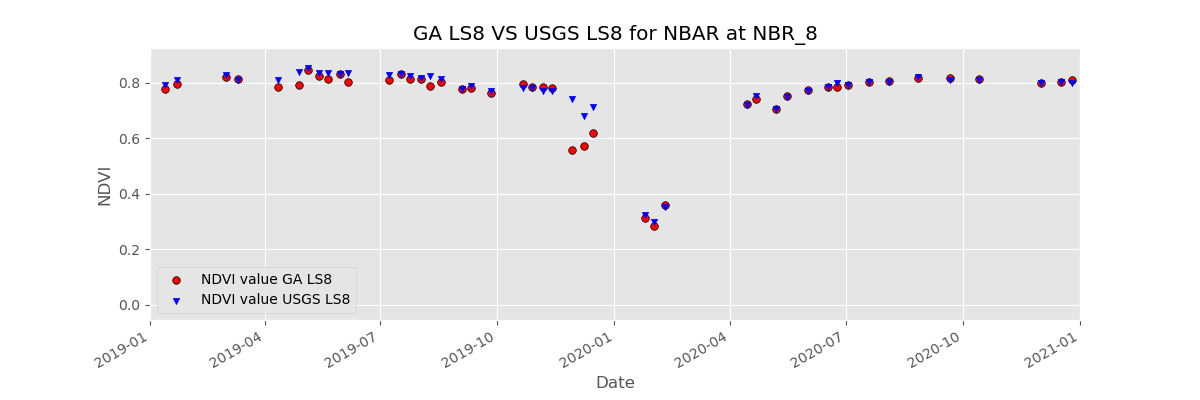 GA LS8 VS USGS LS8 for NBAR at NBR_8
NDVI
0.8
0.6
0.4
0.2
0.0
NDVI value GA LS8
NDVI value USGS LS8
2019-01
2019-04
2019-07
2019-10
2020-01
2020-04
2020-07
2020-10
2021-01
Date